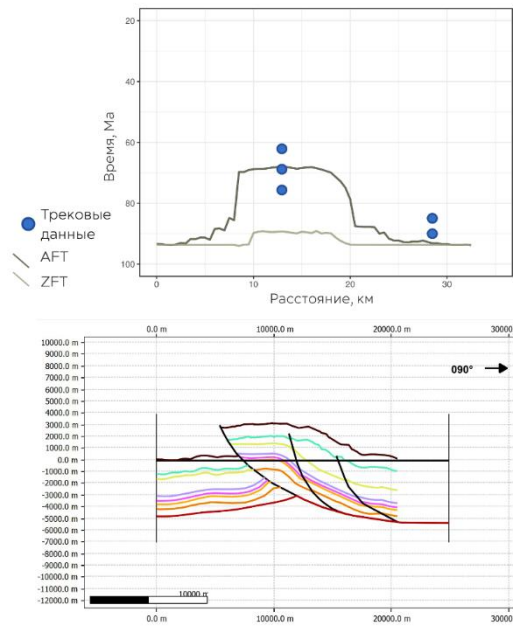 20
40
60
80
100
Время, Ма
0
10
20
30
Расстояние, км
Трековые
данные
AFT
ZFT
0.0 m
10000.0 m
20000.0 m
30000
10000.0 m
9000.0 m
8000.0 m
7000.0 m
6000.0 m
5000.0 m
4000.0 m
3000.0 m
2000.0 m
1000.0 m
0.0 m
-1000.0 m
-2000.0 m
-3000.0 m
-4000.0 m
-5000.0 m
-6000.0 m
-7000.0 m
-8000.0 m
-9000.0 m
-10000.0 m
-11000.0 m
-12000.0 m
090°
10000 m
0.0 m
10000.0 m
20000.0 m
30000